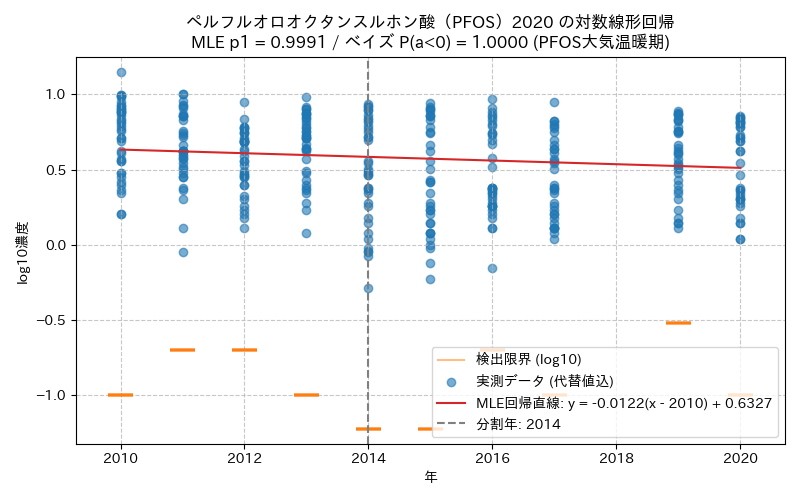 ペルフルオロオクタンスルホン酸（PFOS）2020 の対数線形回帰
MLE p1 = 0.9991 / ベイズ P(a<0) = 1.0000 (PFOS大気温暖期)
log10濃度
1.0
0.5
0.0
−0.5
−1.0
検出限界 (log10)
実測データ (代替値込)
MLE回帰直線: y = -0.0122(x - 2010) + 0.6327
分割年: 2014
2010
2012
2014
2016
2018
2020
年